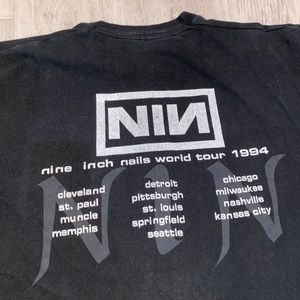 NIN
nine inch nails world tour 1994
NIN
cleveland detroit chicago
st. paul pittsburgh milwaukee
muncie st. louis nashville
memphis springfield kansas city
seattle